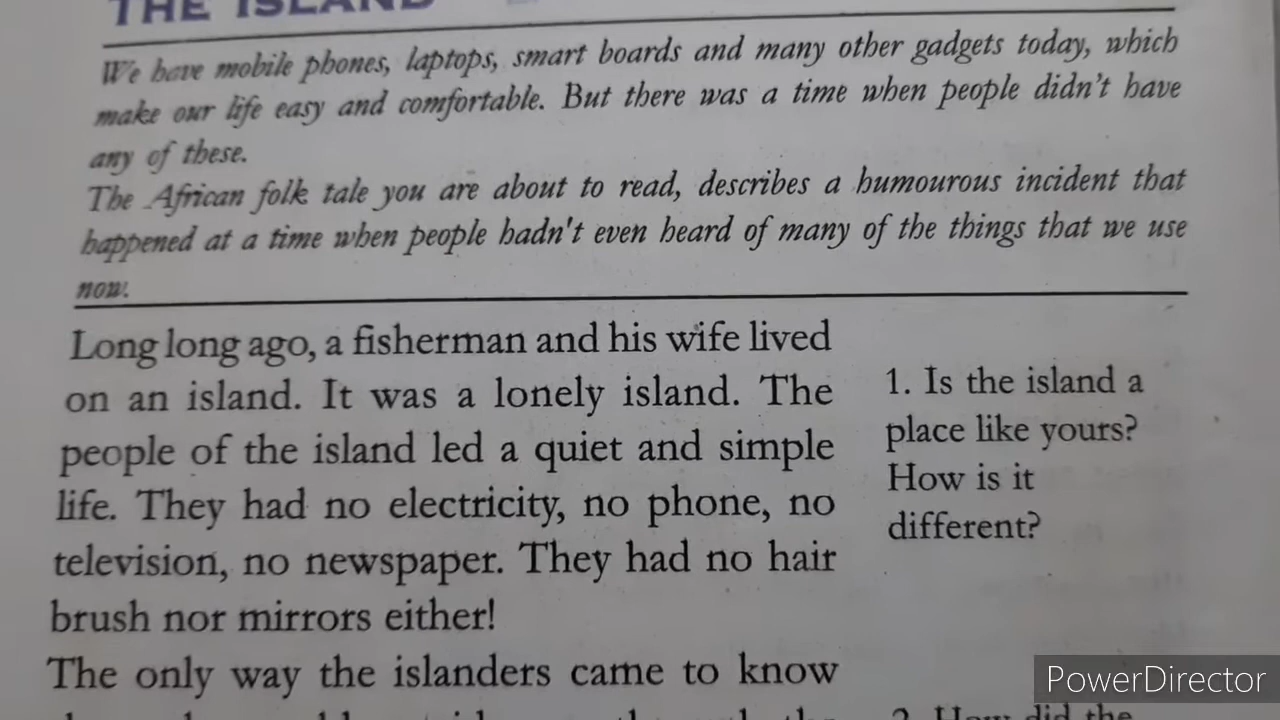 THE ISLAND
We have mobile phones, laptops, smart boards and many other gadgets today, which
make our life easy and comfortable. But there was a time when people didn't have
any of these.
The African folk tale you are about to read, describes a humourous incident that
happened at a time when people hadn't even heard of many of the things that we use
now.
Long long ago, a fisherman and his wife lived
on an island. It was a lonely island. The
people of the island led a quiet and simple
life. They had no electricity, no phone, no
television, no newspaper. They had no hair
brush nor mirrors either!
The only way the islanders came to know
1. Is the island a
place like yours?
How is it
different?
2. How did the
PowerDirector